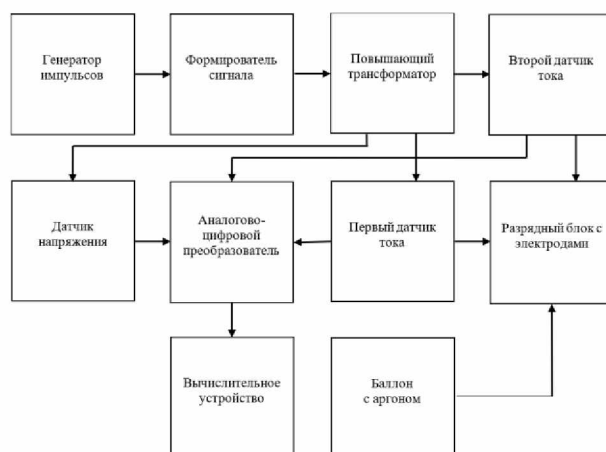 Генератор
импульсов
Формирователь
сигнала
Повышающий
трансформатор
Второй датчик
тока
Датчик
напряжения
Аналогово-
цифровой
преобразователь
Первый датчик
тока
Разрядный блок с
электродами
Вычислительное
устройство
Баллон
с аргоном